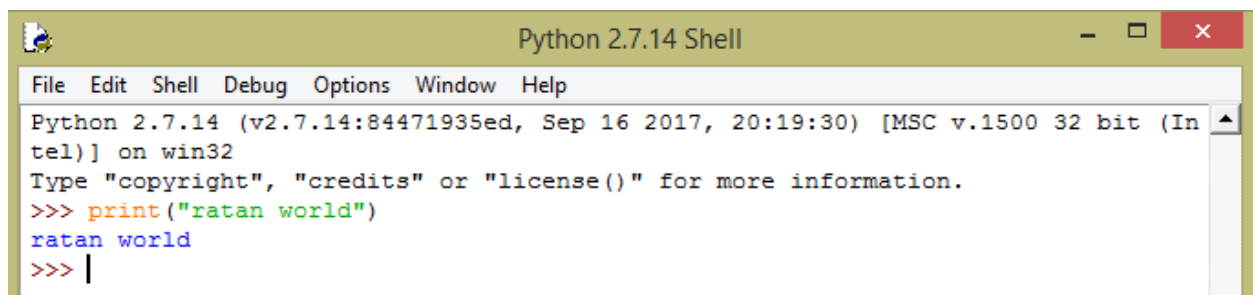 Python 2.7.14 Shell
File Edit Shell Debug Options Window Help
Python 2.7.14 (v2.7.14:84471935ed, Sep 16 2017, 20:19:30) [MSC v.1500 32 bit (In
tel)] on win32
Type "copyright", "credits" or "license()" for more information.
>>> print("ratan world")
ratan world
>>>